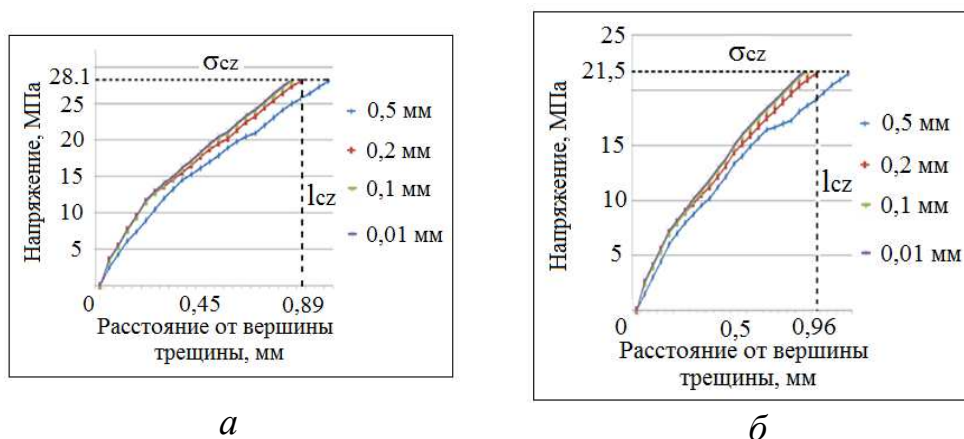 σcz
28.1
25
20
15
10
5
0
0,45
0,89
lcz
Напряжение, МПа
Расстояние от вершины
трещины, мм
0,5 мм
0,2 мм
0,1 мм
0,01 мм
а
25
σcz
21,5
15
10
5
0
0,5
0,96
lcz
Напряжение, МПа
Расстояние от вершины
трещины, мм
0,5 мм
0,2 мм
0,1 мм
0,01 мм
б